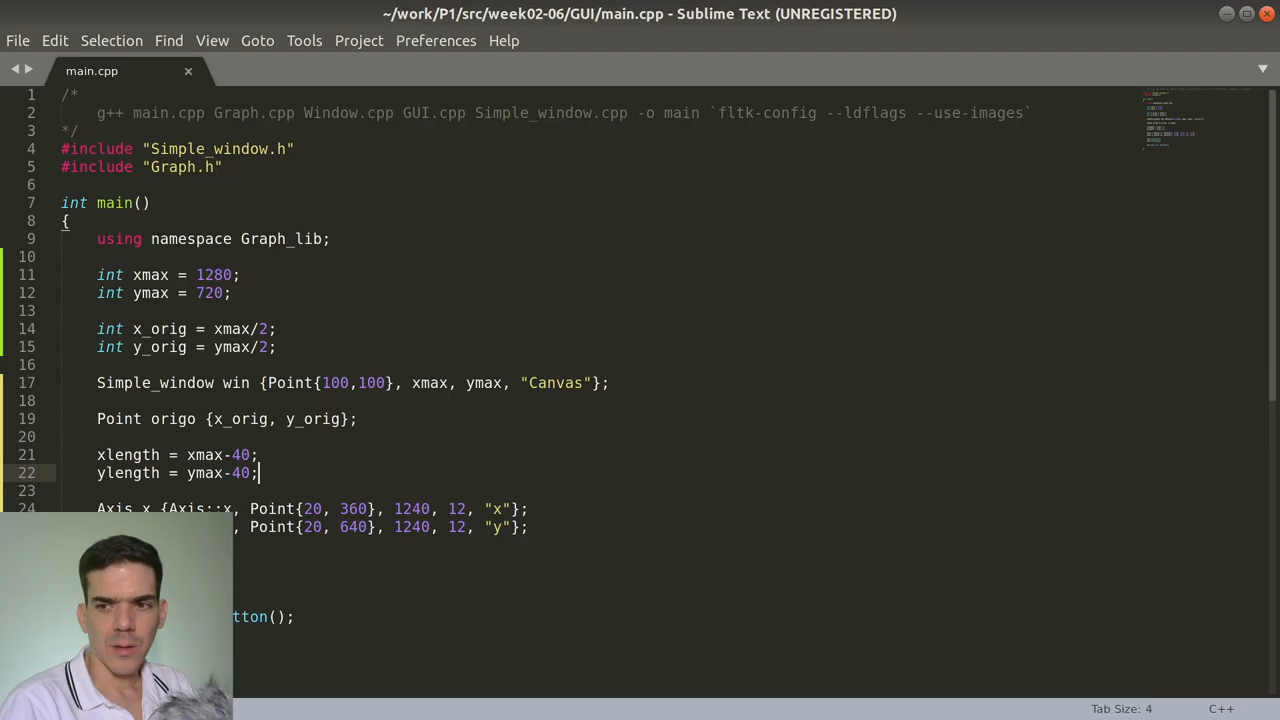 ~/work/P1/src/week02-06/GUI/main.cpp - Sublime Text (UNREGISTERED)
File Edit Selection Find View Goto Tools Project Preferences Help
main.cpp
1 /*
2 g++ main.cpp Graph.cpp Window.cpp GUI.cpp Simple_window.cpp -o main `fltk-config --ldflags --use-images`
3 */
4 #include "Simple_window.h"
5 #include "Graph.h"
6
7 int main()
8 {
9 using namespace Graph_lib;
10
11 int xmax = 1280;
12 int ymax = 720;
13
14 int x_orig = xmax/2;
15 int y_orig = ymax/2;
16
17 Simple_window win {Point{100,100}, xmax, ymax, "Canvas"};
18
19 Point origo {x_orig, y_orig};
20
21 xlength = xmax-40;
22 ylength = ymax-40;
23
24 Axis x {Axis::x, Point{20, 360}, 1240, 12, "x"};
, Point{20, 640}, 1240, 12, "y"};
tton();
Tab Size: 4 C++